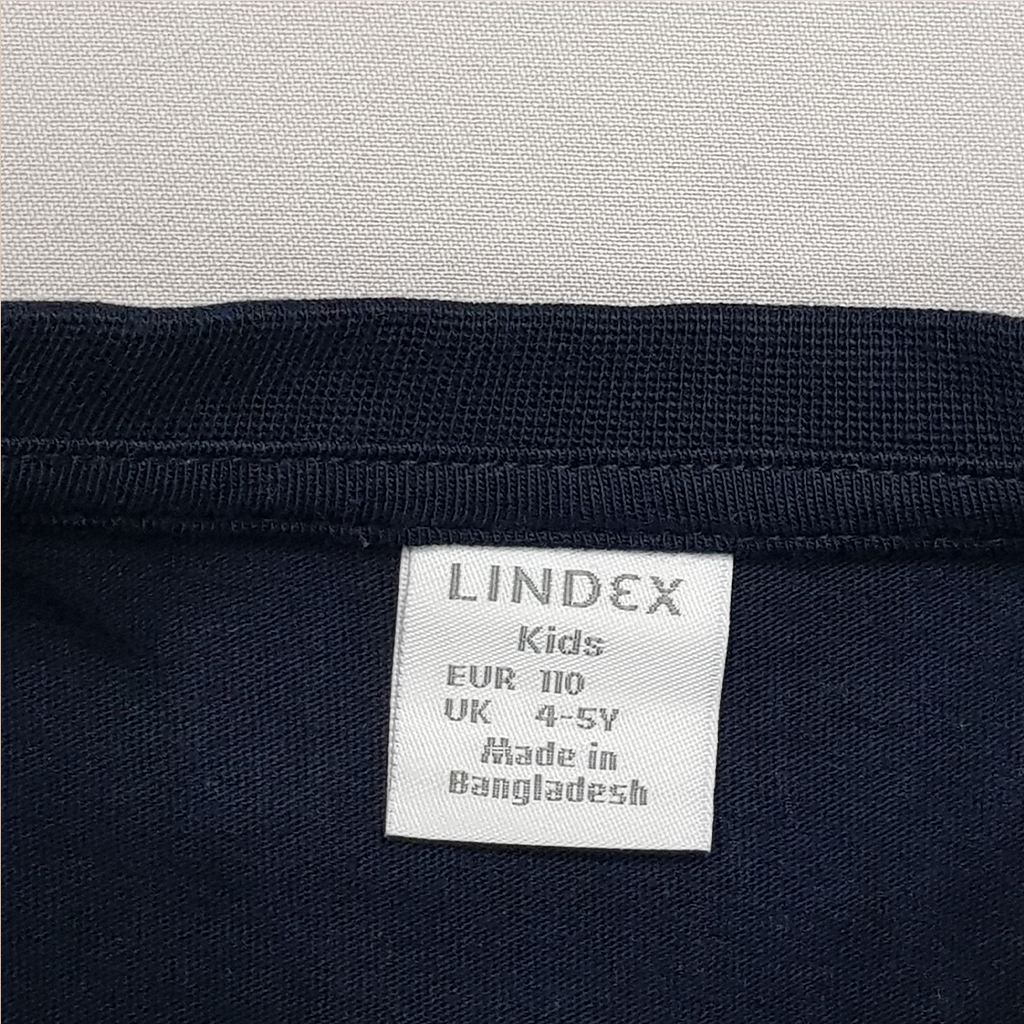 LINDEX
Kids
EUR 110
UK 4-5Y
Made in
Bangladesh